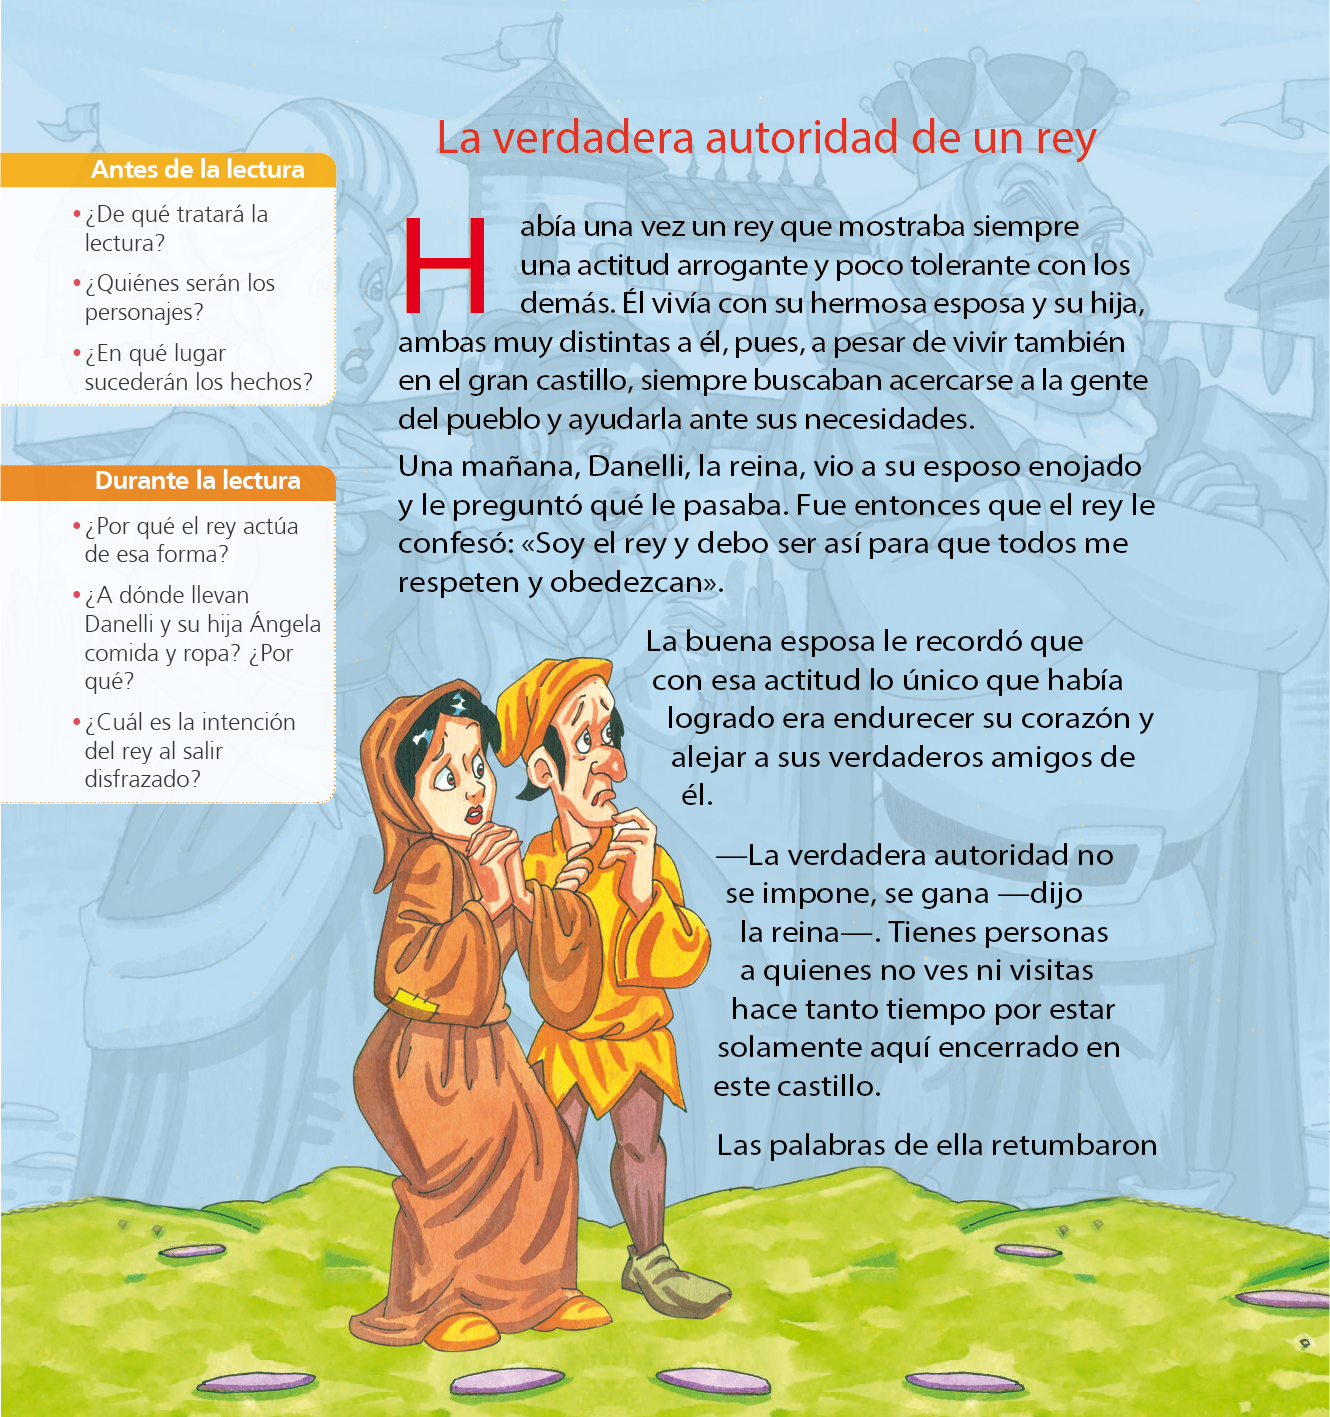 La verdadera autoridad de un rey
Antes de la lectura
• ¿De qué tratará la
lectura?
• ¿Quiénes serán los
personajes?
• ¿En qué lugar
sucederán los hechos?
Durante la lectura
• ¿Por qué el rey actúa
de esa forma?
• ¿A dónde llevan
Danelli y su hija Ángela
comida y ropa? ¿Por
qué?
• ¿Cuál es la intención
del rey al salir
disfrazado?
Había una vez un rey que mostraba siempre
una actitud arrogante y poco tolerante con los
demás. Él vivía con su hermosa esposa y su hija,
ambas muy distintas a él, pues, a pesar de vivir también
en el gran castillo, siempre buscaban acercarse a la gente
del pueblo y ayudarla ante sus necesidades.
Una mañana, Danelli, la reina, vio a su esposo enojado
y le preguntó qué le pasaba. Fue entonces que el rey le
confesó: «Soy el rey y debo ser así para que todos me
respeten y obedezcan».
La buena esposa le recordó que
con esa actitud lo único que había
logrado era endurecer su corazón y
alejar a sus verdaderos amigos de
él.
—La verdadera autoridad no
se impone, se gana —dijo
la reina—. Tienes personas
a quienes no ves ni visitas
hace tanto tiempo por estar
solamente aquí encerrado en
este castillo.
Las palabras de ella retumbaron